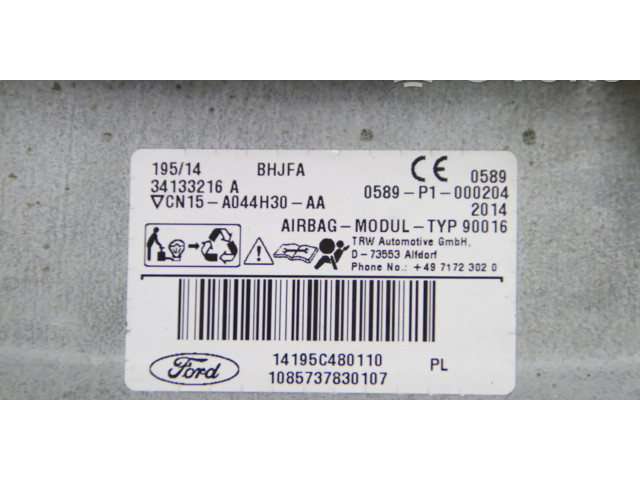 195/14 BHJFA CE 0589
34133216 A 0589-P1-000204
▽CN15-A044H30-AA 2014
AIRBAG-MODUL-TYP 90016
TRW Automotive GmbH,
D-73553 Alfdorf
Phone No.: +49 7172 302 0
14195C480110 PL
Ford
1085737830107